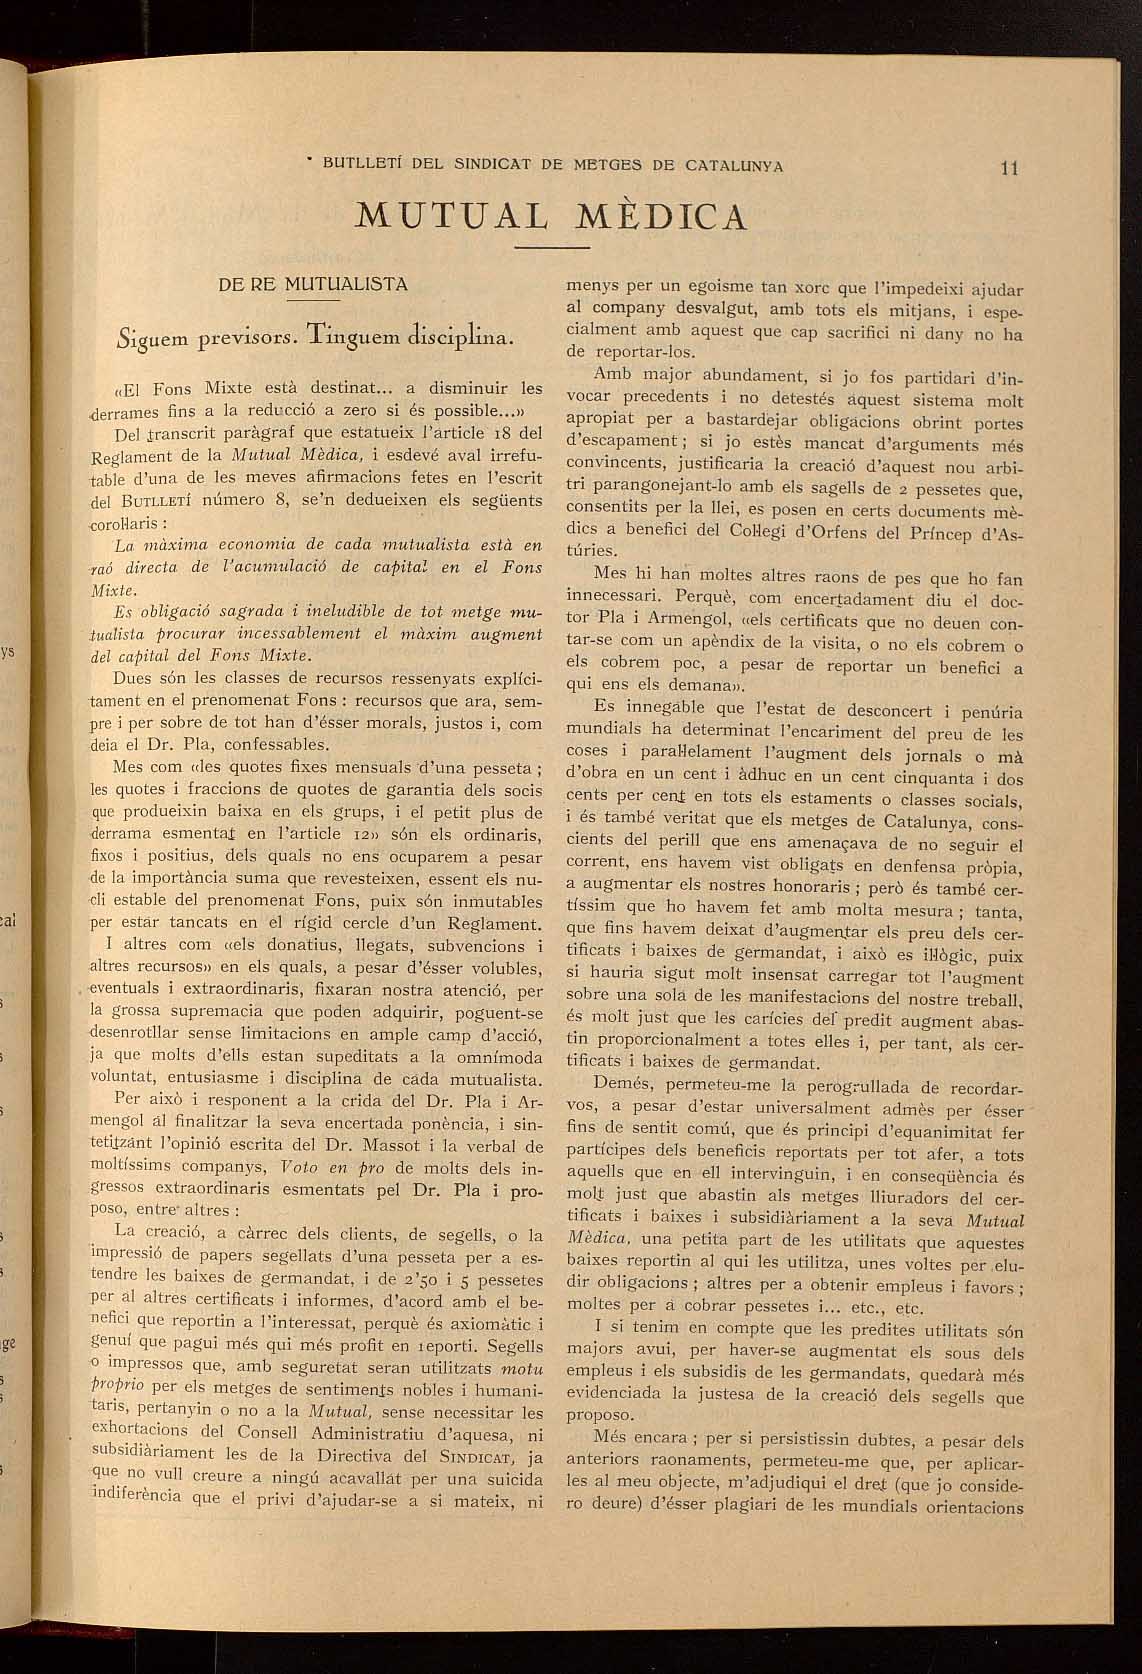 BUTLLETÍ DEL SINDICAT DE METGES DE CATALUNYA
11
MUTUAL MÈDICA
DE RE MUTUALISTA
Siguem previsors. Tinguem disciplina.
«El Fons Mixte està destinat... a disminuir les
derrames fins a la reducció a zero si és possible...»
Del transcrit paràgraf que estatueix l'article 18 del
Reglament de la Mutual Mèdica, i esdevé aval irrefu-
table d'una de les meves afirmacions fetes en l'escrit
del BUTLLETÍ número 8, se'n dedueixen els següents
coroŀlaris :
La màxima economia de cada mutualista està en
raó directa de l'acumulació de capital en el Fons
Mixte.
Es obligació sagrada i ineludible de tot metge mu-
tualista procurar incessablement el màxim augment
del capital del Fons Mixte.
Dues són les classes de recursos ressenyats explíci-
tament en el prenomenat Fons : recursos que ara, sem-
pre i per sobre de tot han d'ésser morals, justos i, com
deia el Dr. Pla, confessables.
Mes com «les quotes fixes mensuals d'una pesseta ;
les quotes i fraccions de quotes de garantia dels socis
que produeixin baixa en els grups, i el petit plus de
derrama esmentat en l'article 12» són els ordinaris,
fixos i positius, dels quals no ens ocuparem a pesar
de la importància suma que revesteixen, essent els nu-
cli estable del prenomenat Fons, puix són inmutables
per estar tancats en el rígid cercle d'un Reglament.
I altres com «els donatius, llegats, subvencions i
altres recursos» en els quals, a pesar d'ésser volubles,
eventuals i extraordinaris, fixaran nostra atenció, per
la grossa supremacia que poden adquirir, poguent-se
desenrotllar sense limitacions en ample camp d'acció,
ja que molts d'ells estan supeditats a la omnímoda
voluntat, entusiasme i disciplina de cada mutualista.
Per això i responent a la crida del Dr. Pla i Ar-
mengol al finalitzar la seva encertada ponència, i sin-
tetitzant l'opinió escrita del Dr. Massot i la verbal de
moltíssims companys, Voto en pro de molts dels in-
gressos extraordinaris esmentats pel Dr. Pla i pro-
poso, entre altres :
La creació, a càrrec dels clients, de segells, o la
impressió de papers segellats d'una pesseta per a es-
tendre les baixes de germandat, i de 2'50 i 5 pessetes
per al altres certificats i informes, d'acord amb el be-
nefici que reportin a l'interessat, perquè és axiomàtic i
genuí que pagui més qui més profit en reporti. Segells
o impressos que, amb seguretat seran utilitzats motu
proprio per els metges de sentiments nobles i humani-
taris, pertanyin o no a la Mutual, sense necessitar les
exhortacions del Consell Administratiu d'aquesa, ni
subsidiàriament les de la Directiva del SINDICAT, ja
que no vull creure a ningú acavallat per una suicida
indiferència que el privi d'ajudar-se a si mateix, ni
menys per un egoisme tan xorc que l'impedeixi ajudar
al company desvalgut, amb tots els mitjans, i espe-
cialment amb aquest que cap sacrifici ni dany no ha
de reportar-los.
Amb major abundament, si jo fos partidari d'in-
vocar precedents i no detestés aquest sistema molt
apropiat per a bastardejar obligacions obrint portes
d'escapament ; si jo estès mancat d'arguments més
convincents, justificaria la creació d'aquest nou arbi-
tri parangonejant-lo amb els sagells de 2 pessetes que,
consentits per la llei, es posen en certs documents mè-
dics a benefici del Coŀlegi d'Orfens del Príncep d'As-
túries.
Mes hi han moltes altres raons de pes que ho fan
innecessari. Perquè, com encertadament diu el doc-
tor Pla i Armengol, «els certificats que no deuen con-
tar-se com un apèndix de la visita, o no els cobrem o
els cobrem poc, a pesar de reportar un benefici a
qui ens els demana».
Es innegable que l'estat de desconcert i penúria
mundials ha determinat l'encariment del preu de les
coses i paraŀlelament l'augment dels jornals o mà
d'obra en un cent i àdhuc en un cent cinquanta i dos
cents per cent en tots els estaments o classes socials,
i és també veritat que els metges de Catalunya, cons-
cients del perill que ens amenaçava de no seguir el
corrent, ens havem vist obligats en denfensa pròpia,
a augmentar els nostres honoraris ; però és també cer-
tíssim que ho havem fet amb molta mesura ; tanta,
que fins havem deixat d'augmentar els preu dels cer-
tificats i baixes de germandat, i això es iŀlògic, puix
si hauria sigut molt insensat carregar tot l'augment
sobre una sola de les manifestacions del nostre treball,
és molt just que les carícies del predit augment abas-
tin proporcionalment a totes elles i, per tant, als cer-
tificats i baixes de germandat.
Demés, permeteu-me la perogrullada de recordar-
vos, a pesar d'estar universalment admès per ésser
fins de sentit comú, que és principi d'equanimitat fer
partícipes dels beneficis reportats per tot afer, a tots
aquells que en ell intervinguin, i en conseqüència és
molt just que abastin als metges lliuradors del cer-
tificats i baixes i subsidiàriament a la seva Mutual
Mèdica, una petita part de les utilitats que aquestes
baixes reportin al qui les utilitza, unes voltes per elu-
dir obligacions ; altres per a obtenir empleus i favors ;
moltes per a cobrar pessetes i... etc., etc.
I si tenim en compte que les predites utilitats són
majors avui, per haver-se augmentat els sous dels
empleus i els subsidis de les germandats, quedarà més
evidenciada la justesa de la creació dels segells que
proposo.
Més encara ; per si persistissin dubtes, a pesar dels
anteriors raonaments, permeteu-me que, per aplicar-
les al meu objecte, m'adjudiqui el dret (que jo conside-
ro deure) d'ésser plagiari de les mundials orientacions